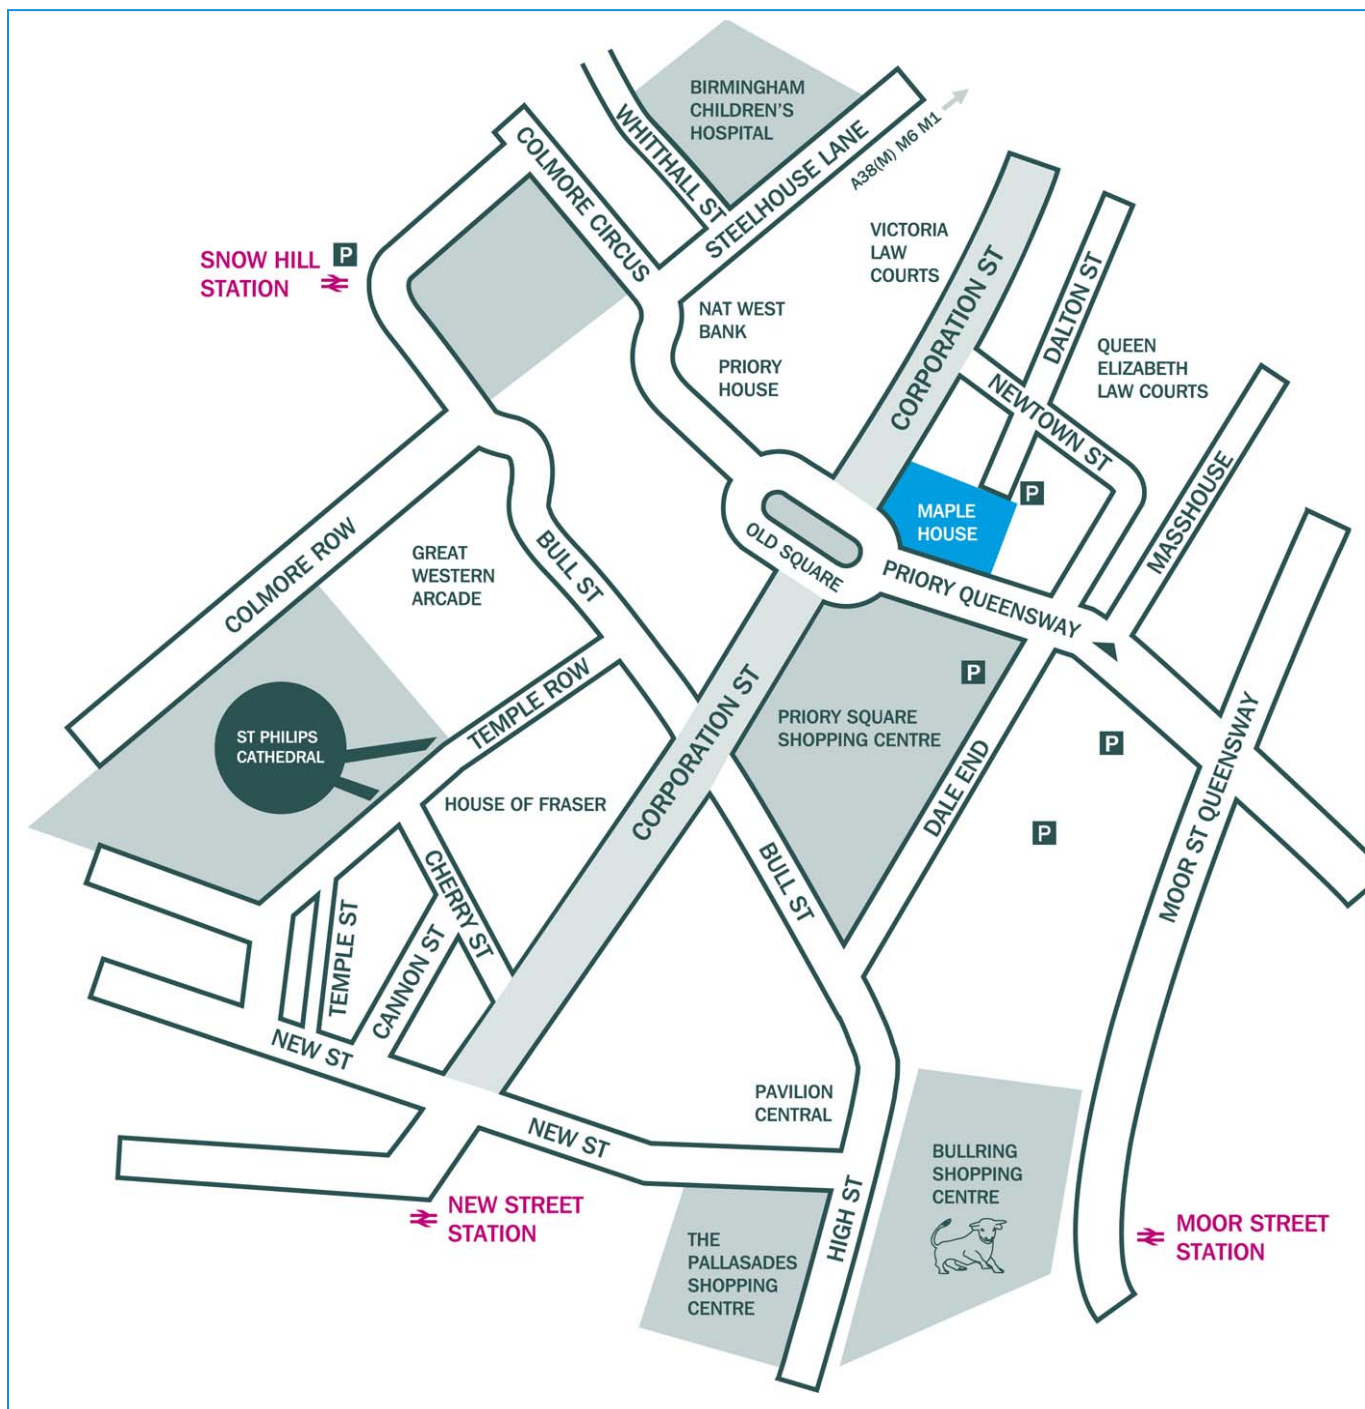 BIRMINGHAM
CHILDREN'S
HOSPITAL
WHITTHALL ST
STEELHOUSE LANE
A38(M) M6 M1
COLMORE CIRCUS
SNOW HILL
STATION
P
VICTORIA
LAW
COURTS
CORPORATION ST
DALTON ST
NAT WEST
BANK
PRIORY
HOUSE
QUEEN
ELIZABETH
LAW COURTS
NEWTOWN ST
MASSHOUSE
P
MAPLE
HOUSE
OLD SQUARE
PRIORY QUEENSWAY
COLMORE ROW
GREAT
WESTERN
ARCADE
BULL ST
TEMPLE ROW
ST PHILIPS
CATHEDRAL
CORPORATION ST
PRIORY SQUARE
SHOPPING CENTRE
P
P
P
DALE END
MOOR ST QUEENSWAY
HOUSE OF FRASER
CHERRY ST
BULL ST
TEMPLE ST
CANNON ST
NEW ST
NEW ST
PAVILION
CENTRAL
BULLRING
SHOPPING
CENTRE
HIGH ST
NEW STREET
STATION
THE
PALLASADES
SHOPPING
CENTRE
MOOR STREET
STATION